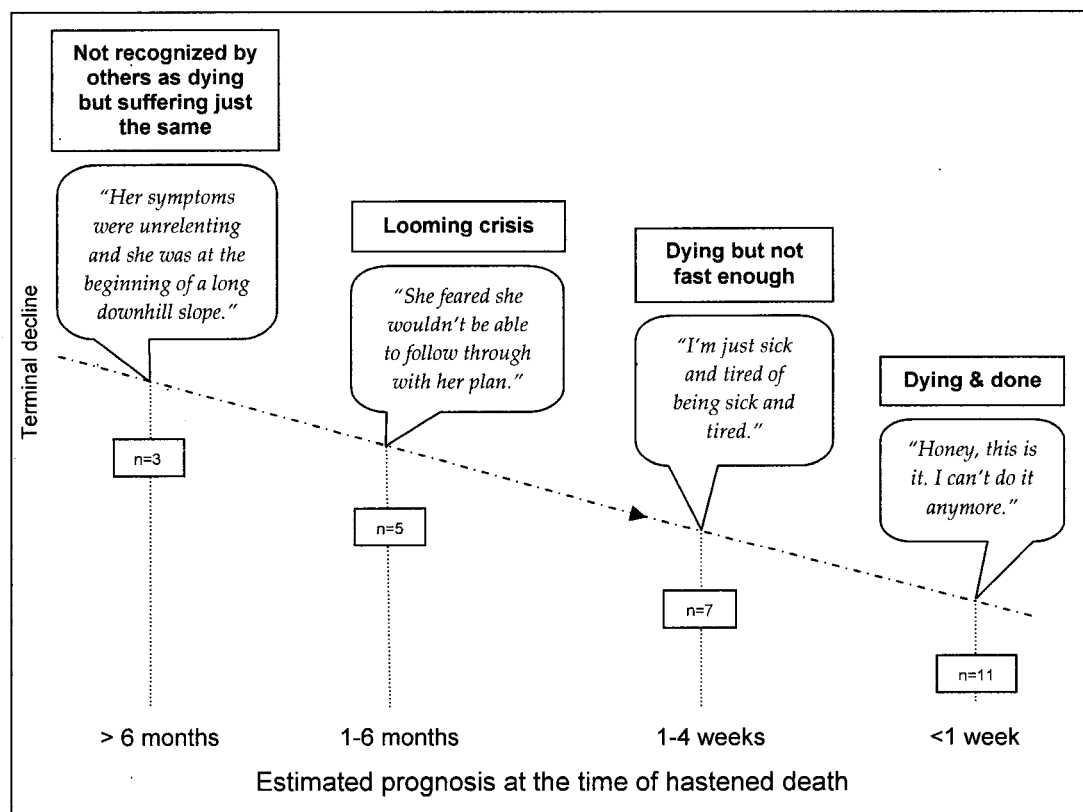 Not recognized by
others as dying
but suffering just
the same
“Her symptoms
were unrelenting
and she was at the
beginning of a long
downhill slope.”
Looming crisis
“She feared she
wouldn’t be able
to follow through
with her plan.”
Dying but not
fast enough
“I’m just sick
and tired of
being sick and
tired.”
Dying & done
“Honey, this is
it. I can’t do it
anymore.”
Terminal decline
n=3
n=5
n=7
n=11
> 6 months
1-6 months
1-4 weeks
<1 week
Estimated prognosis at the time of hastened death